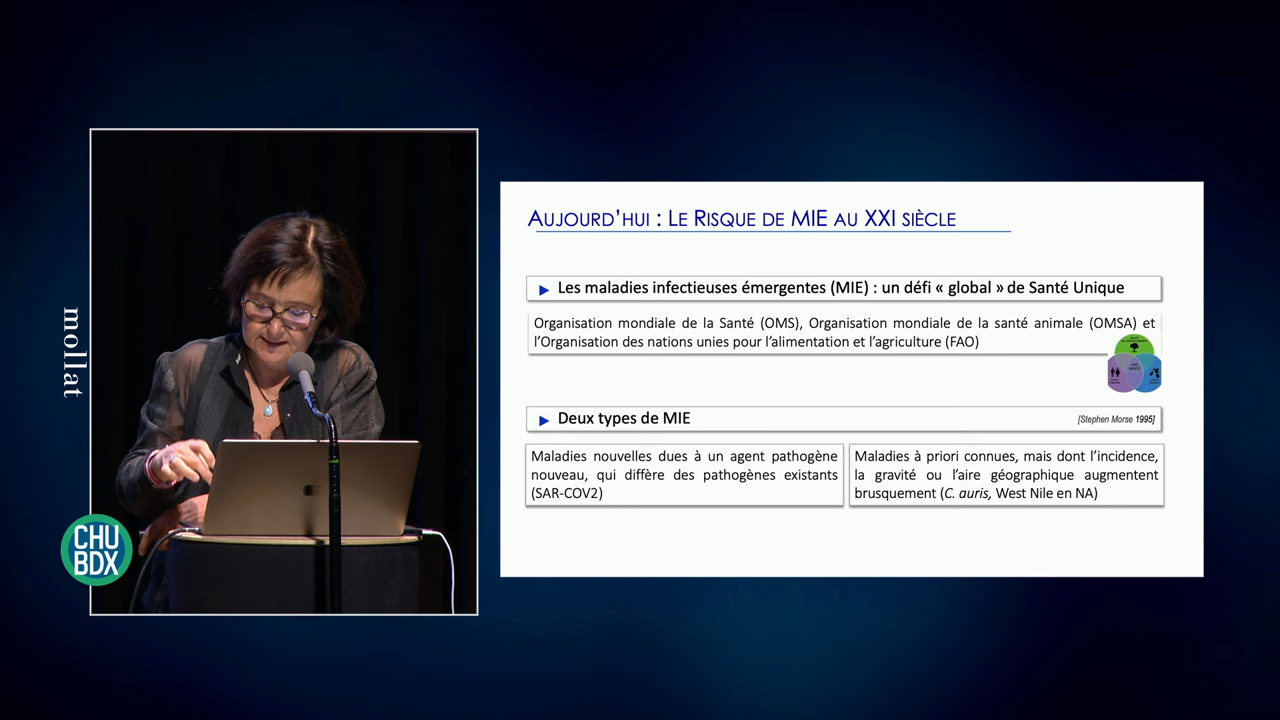 mollat
CHU
BDX
AUJOURD'HUI : LE RISQUE DE MIE AU XXI SIÈCLE
► Les maladies infectieuses émergentes (MIE) : un défi « global » de Santé Unique
Organisation mondiale de la Santé (OMS), Organisation mondiale de la santé animale (OMSA) et
l'Organisation des nations unies pour l'alimentation et l'agriculture (FAO)
► Deux types de MIE
[Stephen Morse 1995]
Maladies nouvelles dues à un agent pathogène
nouveau, qui diffère des pathogènes existants
(SAR-COV2)
Maladies à priori connues, mais dont l'incidence,
la gravité ou l'aire géographique augmentent
brusquement (C. auris, West Nile en NA)